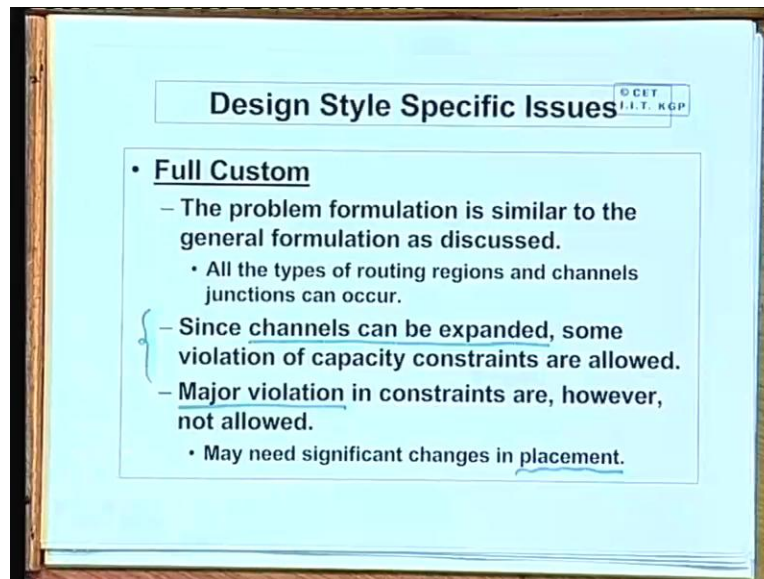 Design Style Specific Issues
© CET
I.I.T. KGP
• Full Custom
– The problem formulation is similar to the
general formulation as discussed.
• All the types of routing regions and channels
junctions can occur.
– Since channels can be expanded, some
violation of capacity constraints are allowed.
– Major violation in constraints are, however,
not allowed.
• May need significant changes in placement.